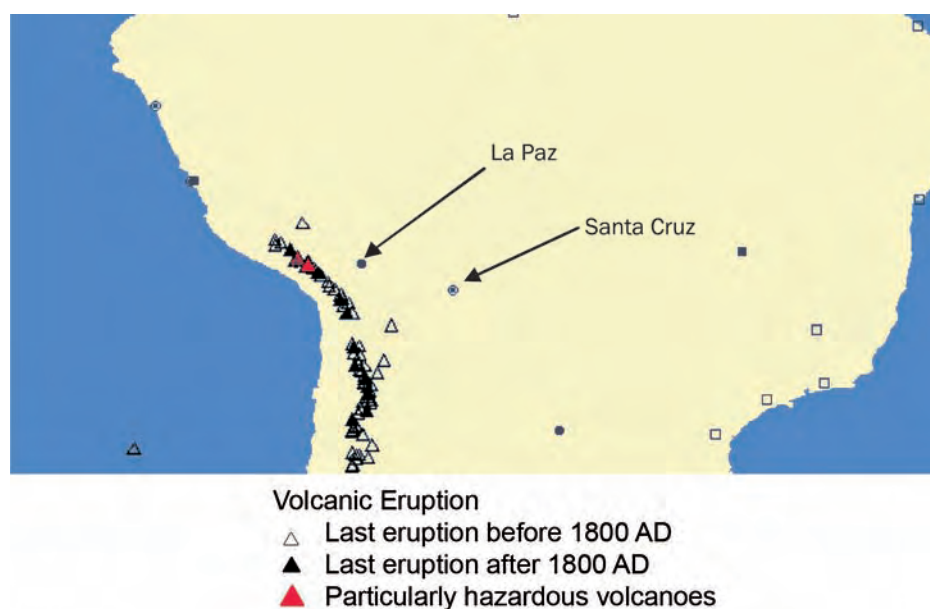 La Paz
Santa Cruz
Volcanic Eruption
Last eruption before 1800 AD
Last eruption after 1800 AD
Particularly hazardous volcanoes